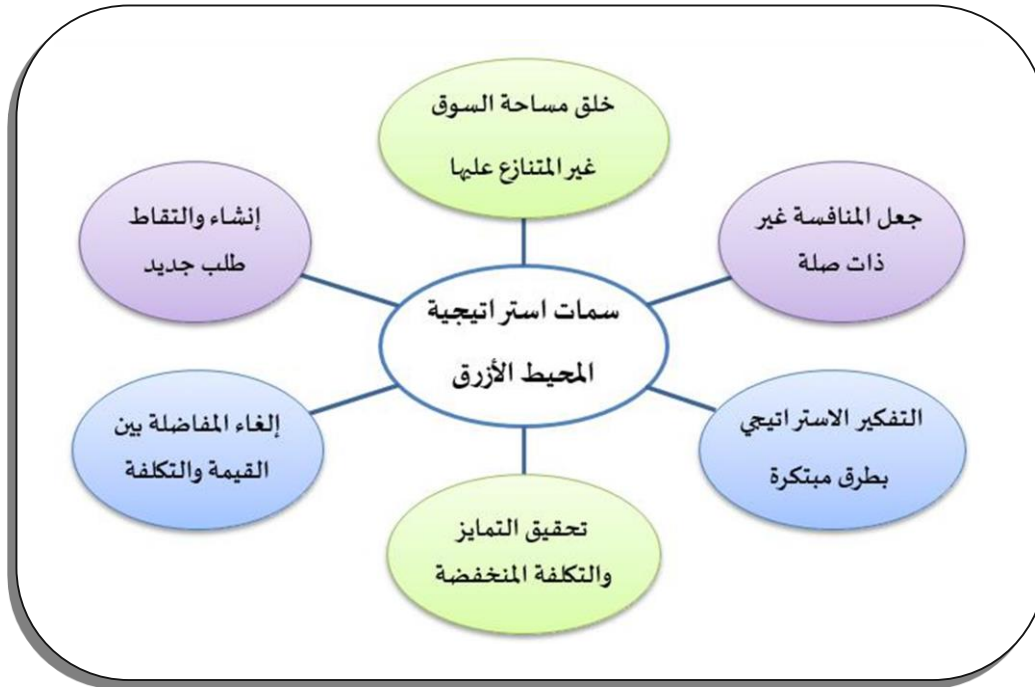 خلق مساحة السوق
غير المتنازع عليها
جعل المنافسة غير
ذات صلة
إنشاء والتقاط
طلب جديد
سمات استراتيجية
المحيط الأزرق
التفكير الاستراتيجي
بطرق مبتكرة
إلغاء المفاضلة بين
القيمة والتكلفة
تحقيق التمايز
والتكلفة المنخفضة